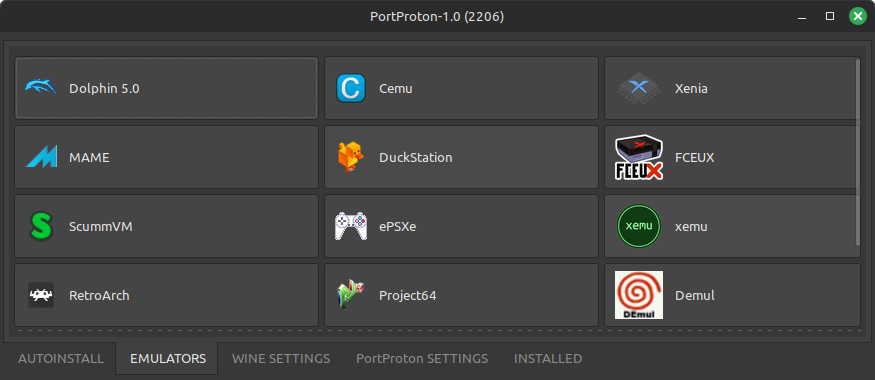 PortProton-1.0 (2206)
Dolphin 5.0
C
Cemu
Xenia
MAME
DuckStation
FCEUX
FCEUX
S
ScummVM
ePSXe
xemu
xemu
RetroArch
Project64
DEmul
Demul
AUTOINSTALL EMULATORS WINE SETTINGS PortProton SETTINGS INSTALLED